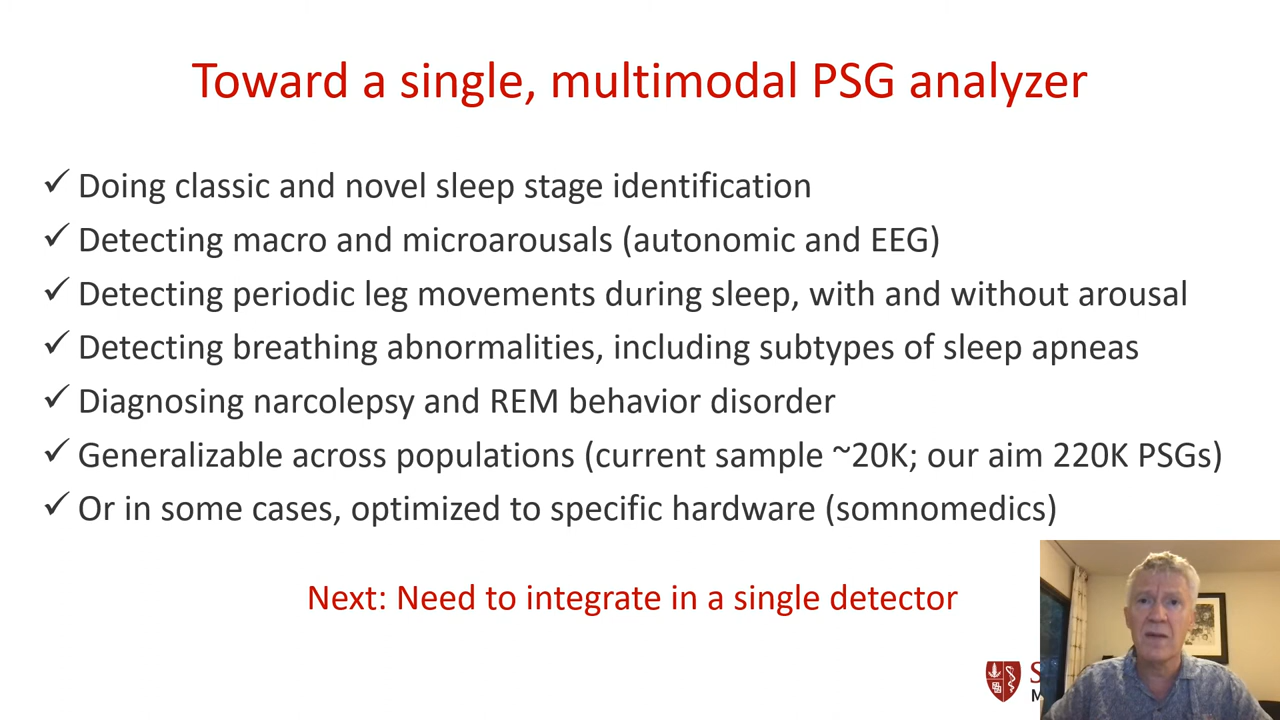 Toward a single, multimodal PSG analyzer
✓ Doing classic and novel sleep stage identification
✓ Detecting macro and microarousals (autonomic and EEG)
✓ Detecting periodic leg movements during sleep, with and without arousal
✓ Detecting breathing abnormalities, including subtypes of sleep apneas
✓ Diagnosing narcolepsy and REM behavior disorder
✓ Generalizable across populations (current sample ~20K; our aim 220K PSGs)
✓ Or in some cases, optimized to specific hardware (somnomedics)
Next: Need to integrate in a single detector